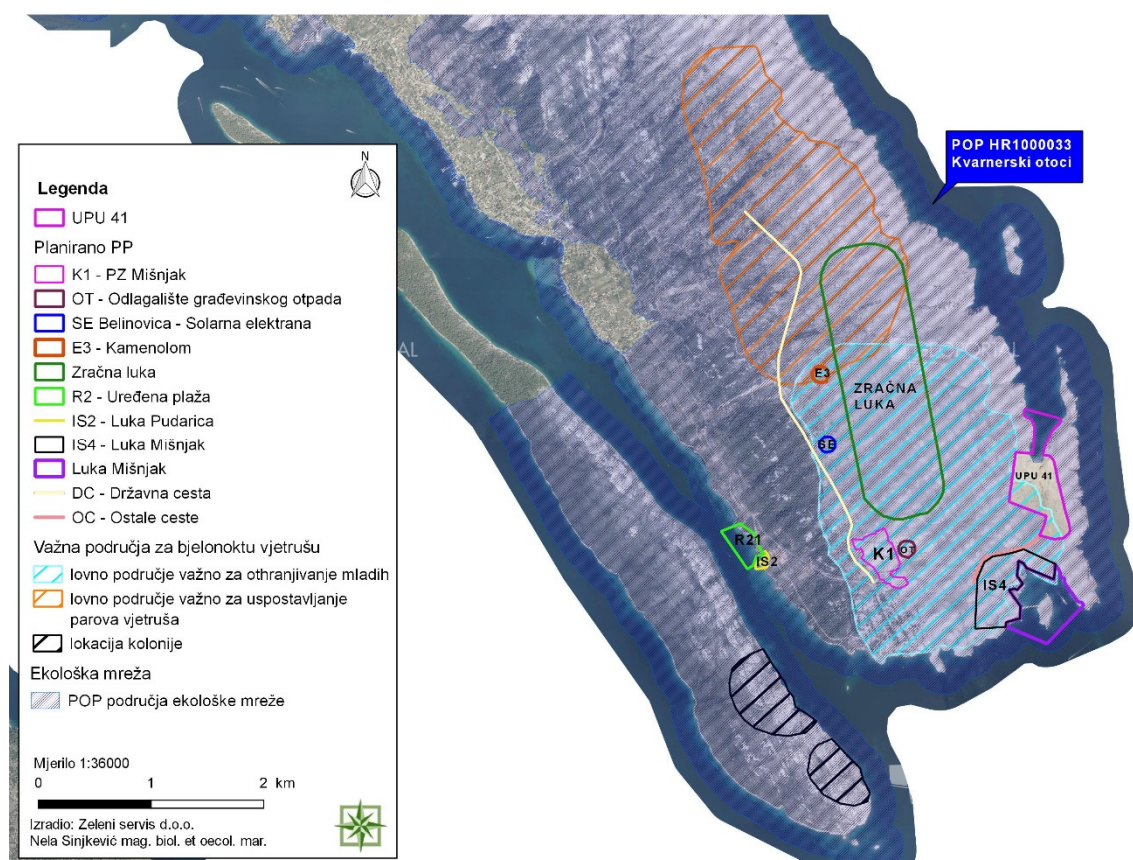 POP HR1000033
Kvarnerski otoci
N
Legenda
UPU 41
Planirano PP
K1 - PZ Mišnjak
OT - Odlagalište građevinskog otpada
SE Belinovica - Solarna elektrana
E3 - Kamenolom
Zračna luka
R2 - Uređena plaža
IS2 - Luka Pudarica
IS4 - Luka Mišnjak
Luka Mišnjak
DC - Državna cesta
OC - Ostale ceste
Važna područja za bjelonoktu vjetrušu
lovno područje važno za othranjivanje mladih
lovno područje važno za uspostavljanje
parova vjetruša
lokacija kolonije
Ekološka mreža
POP područja ekološke mreže
Mjerilo 1:36000
0 1 2 km
Izradio: Zeleni servis d.o.o.
Nela Sinjkević mag. biol. et oecol. mar.
E3
ZRAČNA
LUKA
SE
UPU 41
R21
IS2
K1
OT
IS4